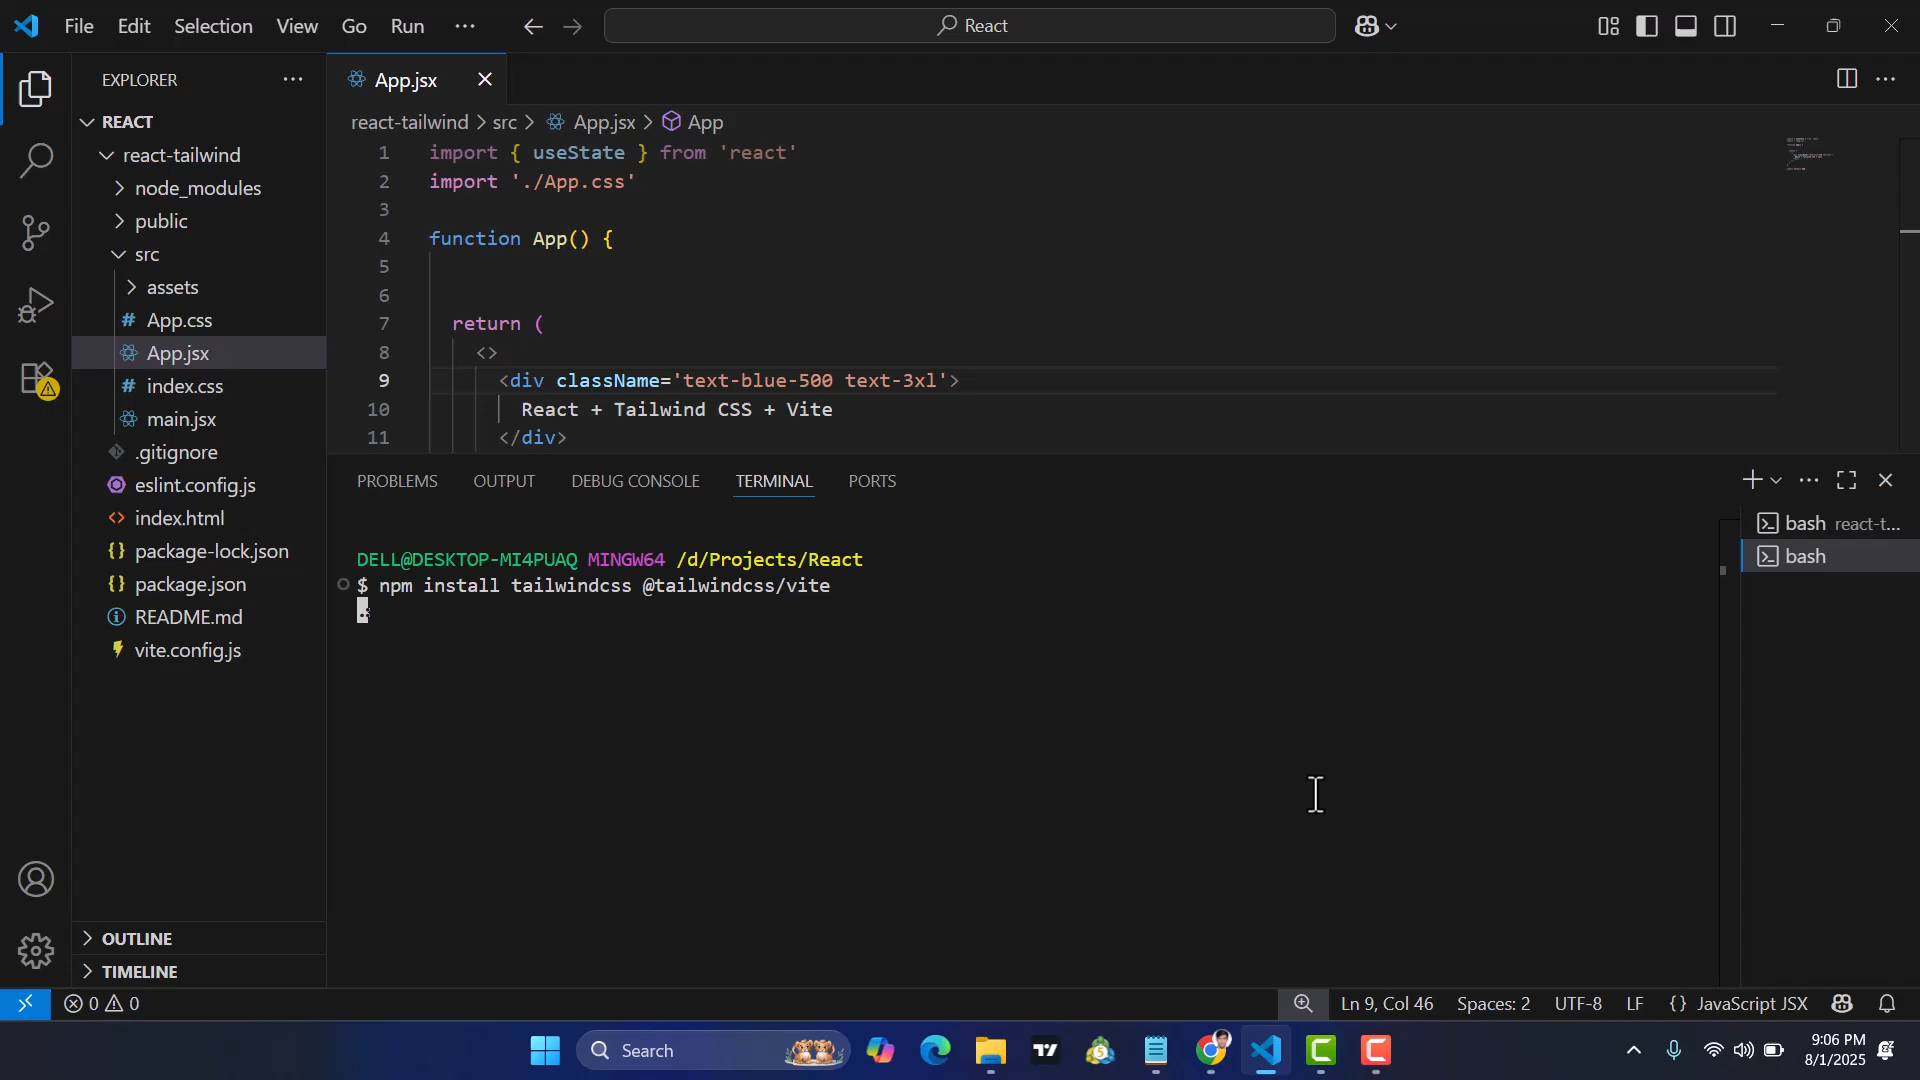 File Edit Selection View Go Run ···
React
EXPLORER
REACT
react-tailwind
node_modules
public
src
assets
App.css
App.jsx
index.css
main.jsx
.gitignore
eslint.config.js
index.html
package-lock.json
package.json
README.md
vite.config.js
OUTLINE
TIMELINE
App.jsx
react-tailwind > src > App.jsx > App
1 import { useState } from 'react'
2 import './App.css'
3
4 function App() {
5
6
7 return (
8 <>
9 <div className='text-blue-500 text-3xl'>
10 React + Tailwind CSS + Vite
11 </div>
PROBLEMS OUTPUT DEBUG CONSOLE TERMINAL PORTS
DELL@DESKTOP-MI4PUAQ MINGW64 /d/Projects/React
$ npm install tailwindcss @tailwindcss/vite
bash react-t...
bash
0 0
Ln 9, Col 46 Spaces: 2 UTF-8 LF {} JavaScript JSX
Search
9:06 PM
8/1/2025